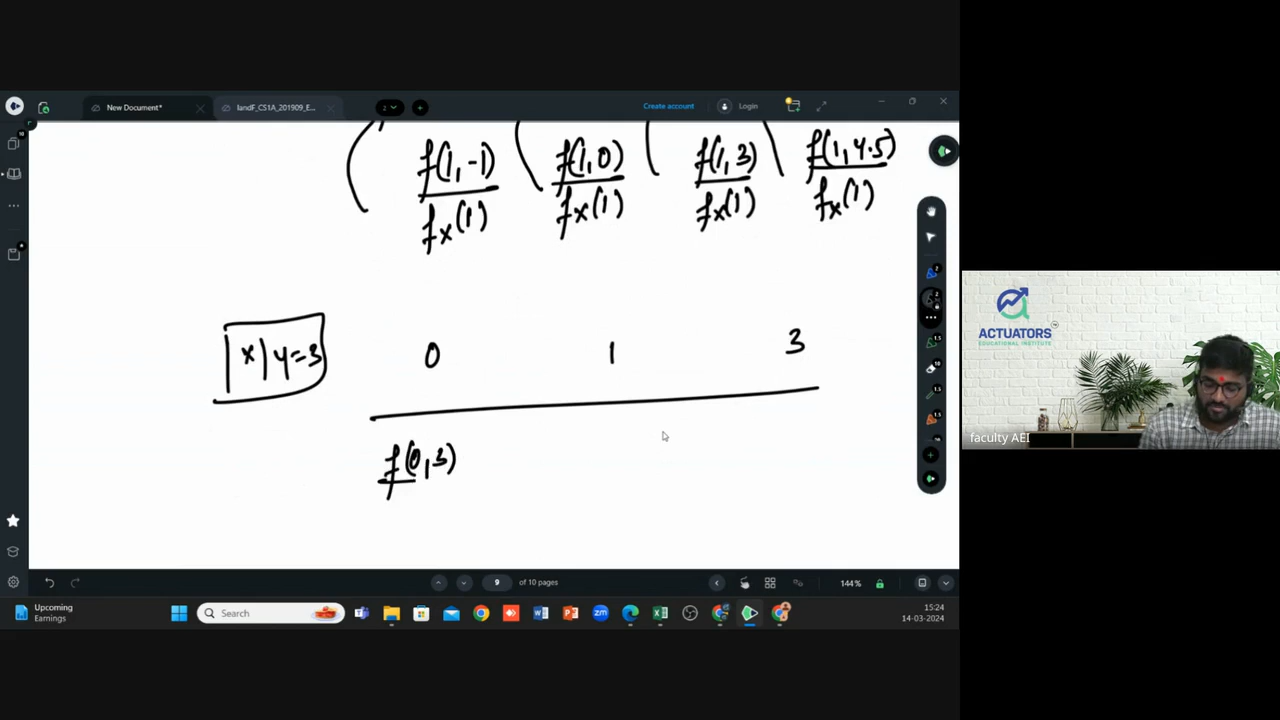 New Document*
IandF_CS1A_201909_E...
2
Create account
Login
f(1,-1) f(1,0) f(1,3) f(1,4.5)
fx(1) fx(1) fx(1) fx(1)
x|y=3 0 1 3
f(0,3)
ACTUATORS
EDUCATIONAL INSTITUTE
faculty AEI
9 of 10 pages
144%
Upcoming
Earnings
Search
15:24
14-03-2024